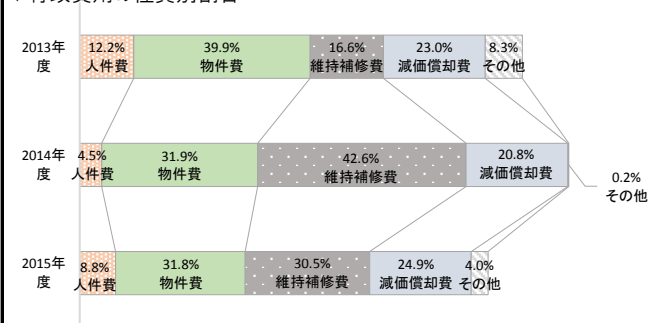 2013年度
12.2%
人件費
39.9%
物件費
16.6%
維持補修費
23.0%
減価償却費
8.3%
その他
2014年度
4.5%
人件費
31.9%
物件費
42.6%
維持補修費
20.8%
減価償却費
0.2%
その他
2015年度
8.8%
人件費
31.8%
物件費
30.5%
維持補修費
24.9%
減価償却費
4.0%
その他